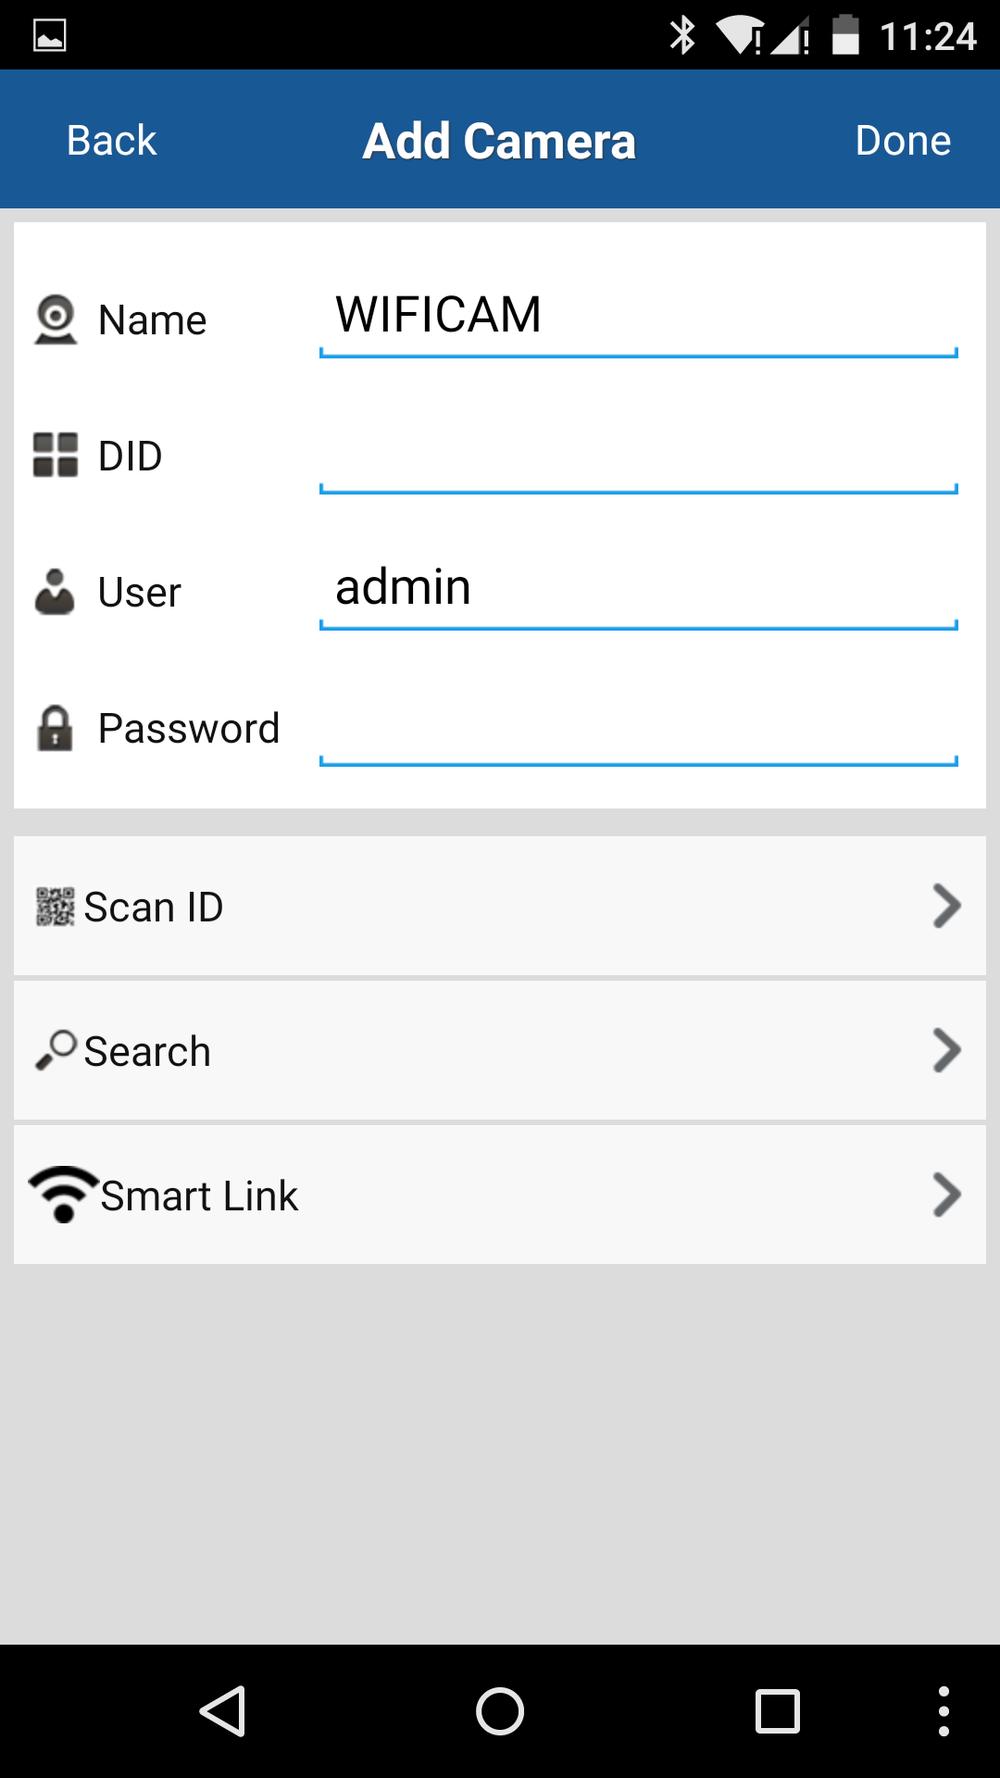 11:24
Back Add Camera Done
Name WIFICAM
DID
User admin
Password
Scan ID
Search
Smart Link